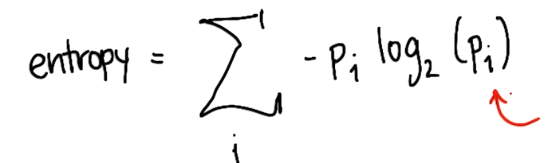 entropy = ∑ - pᵢ log₂ (pᵢ)
i